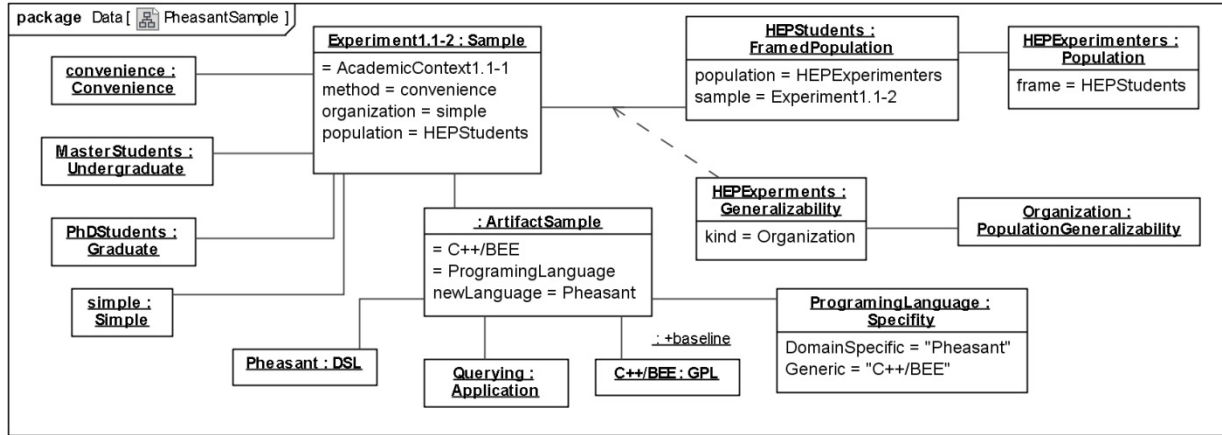 package Data [ PheasantSample ]
Experiment1.1-2 : Sample
= AcademicContext1.1-1
method = convenience
organization = simple
population = HEPStudents
HEPStudents :
FramedPopulation
population = HEPExperimenters
sample = Experiment1.1-2
HEPExperimenters :
Population
frame = HEPStudents
convenience :
Convenience
MasterStudents :
Undergraduate
PhDStudents :
Graduate
simple :
Simple
: ArtifactSample
= C++/BEE
= ProgramingLanguage
newLanguage = Pheasant
HEPExperments :
Generalizability
kind = Organization
Organization :
PopulationGeneralizability
ProgramingLanguage :
Specifity
DomainSpecific = "Pheasant"
Generic = "C++/BEE"
Pheasant : DSL
Querying :
Application
: +baseline
C++/BEE : GPL